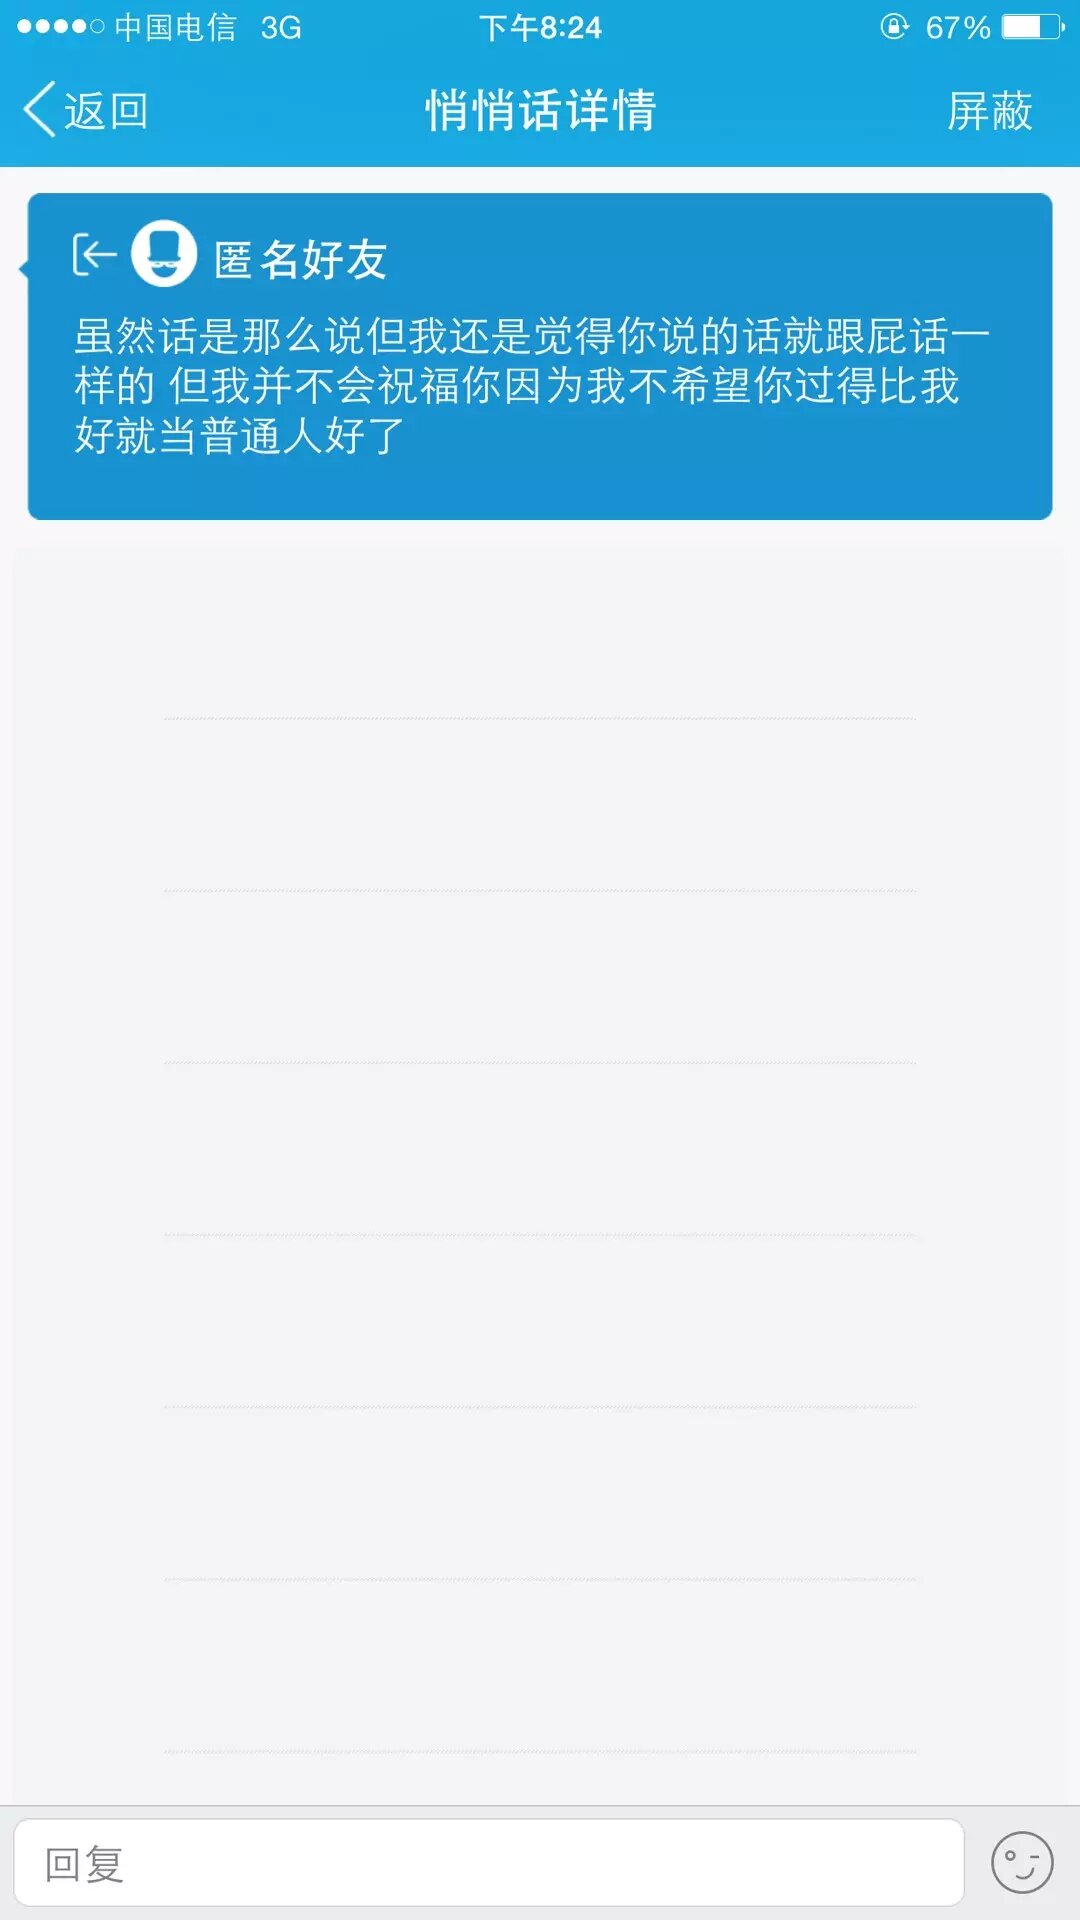 中国电信 3G 下午8:24 67%
返回 悄悄话详情 屏蔽
匿名好友
虽然话是那么说但我还是觉得你说的话就跟屁话一
样的 但我并不会祝福你因为我不希望你过得比我
好就当普通人好了
回复